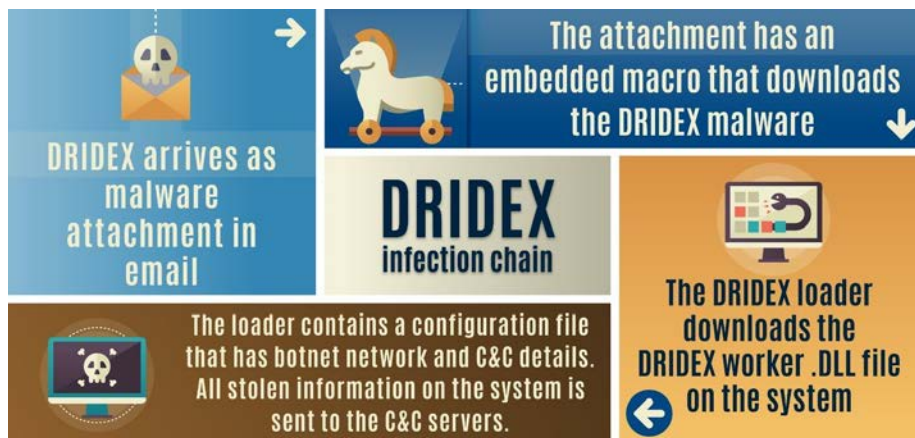 DRIDEX arrives as
malware
attachment in
email
The attachment has an
embedded macro that downloads
the DRIDEX malware
DRIDEX
infection chain
The DRIDEX loader
downloads the
DRIDEX worker .DLL file
on the system
The loader contains a configuration file
that has botnet network and C&C details.
All stolen information on the system is
sent to the C&C servers.